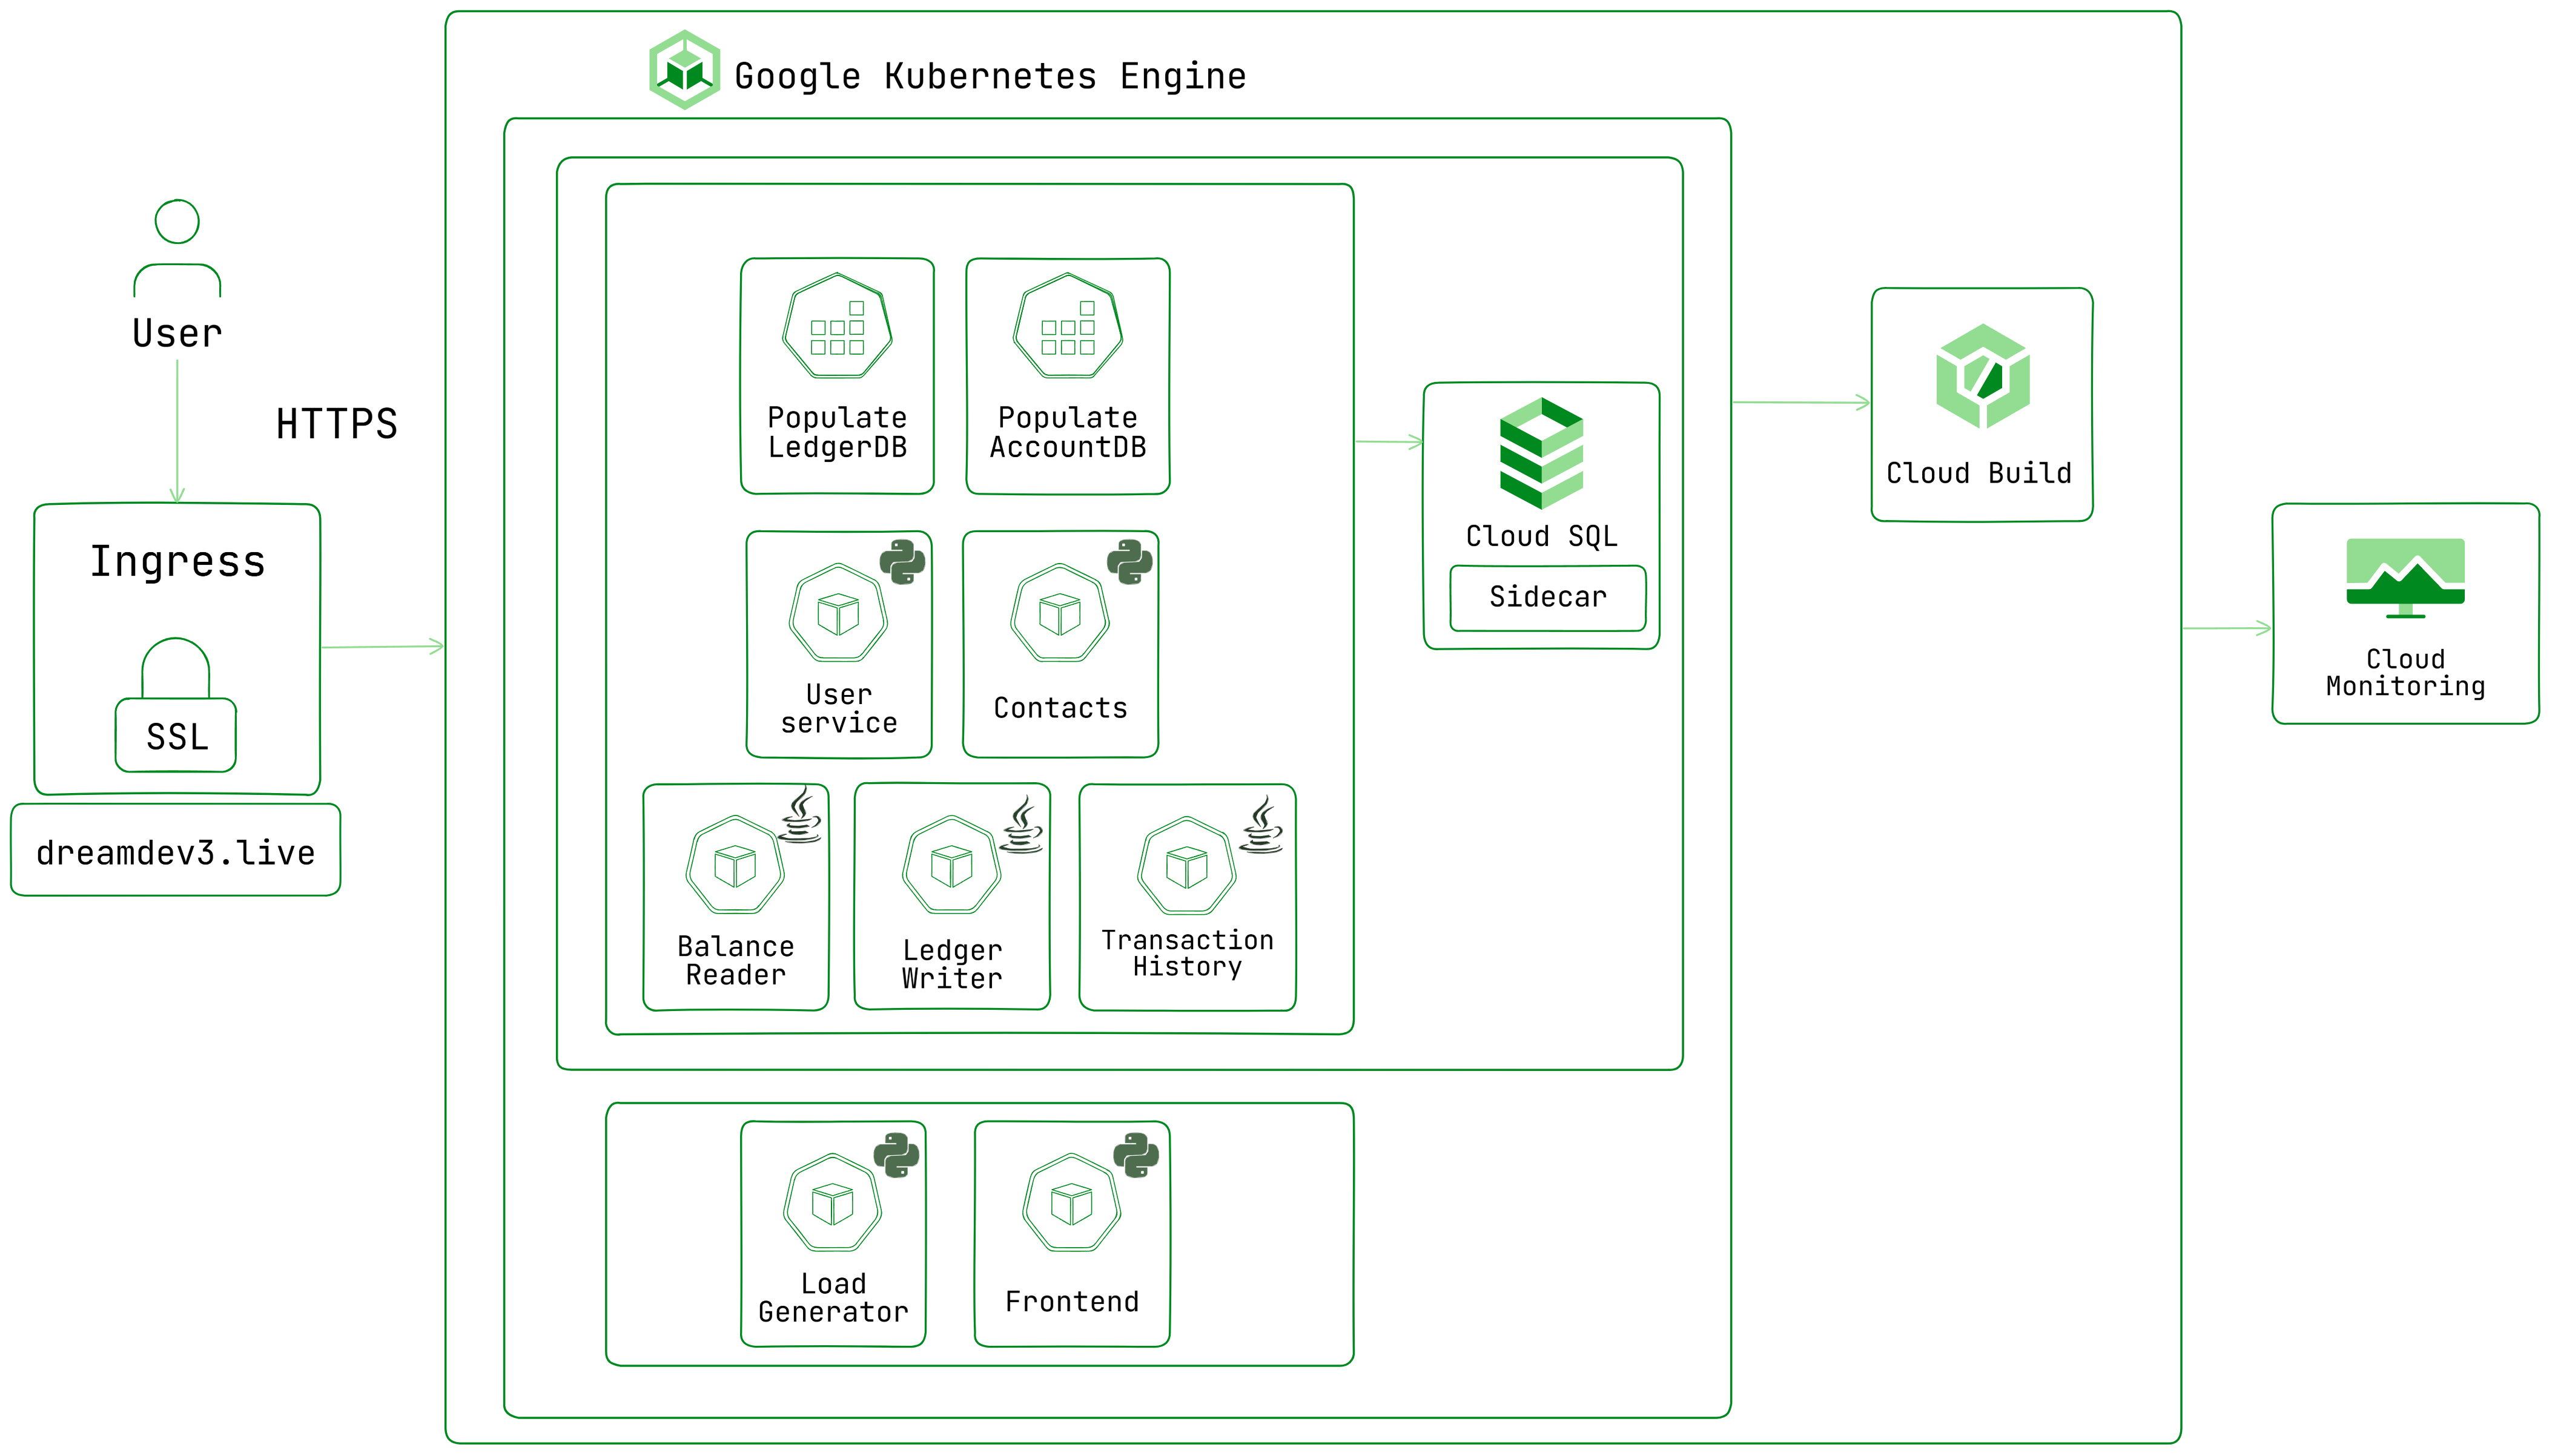 Google Kubernetes Engine
User
HTTPS
Ingress
SSL
dreamdev3.live
Populate
LedgerDB
Populate
AccountDB
User
service
Contacts
Balance
Reader
Ledger
Writer
Transaction
History
Load
Generator
Frontend
Cloud SQL
Sidecar
Cloud Build
Cloud
Monitoring